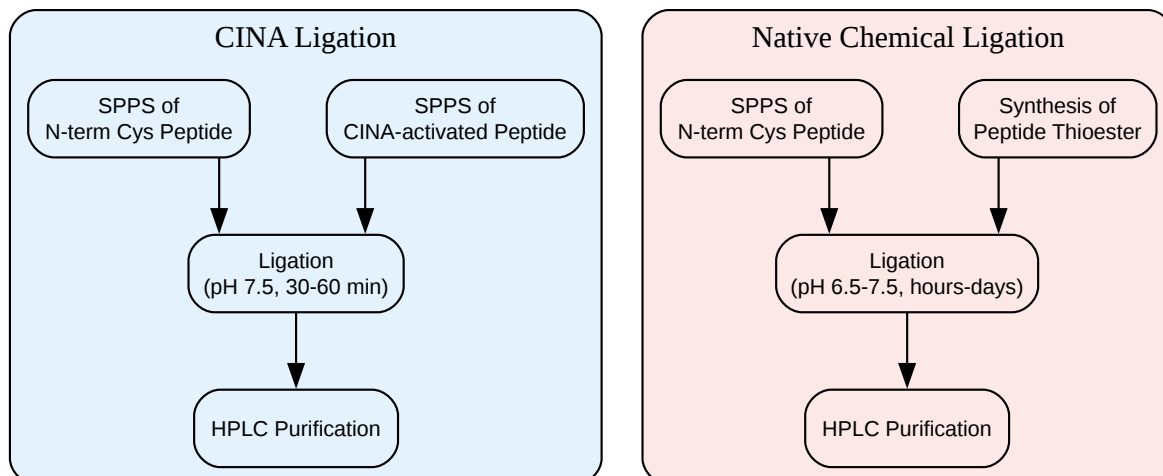 CINA Ligation
SPPS of
N-term Cys Peptide
SPPS of
CINA-activated Peptide
Ligation
(pH 7.5, 30-60 min)
HPLC Purification
Native Chemical Ligation
SPPS of
N-term Cys Peptide
Synthesis of
Peptide Thioester
Ligation
(pH 6.5-7.5, hours-days)
HPLC Purification